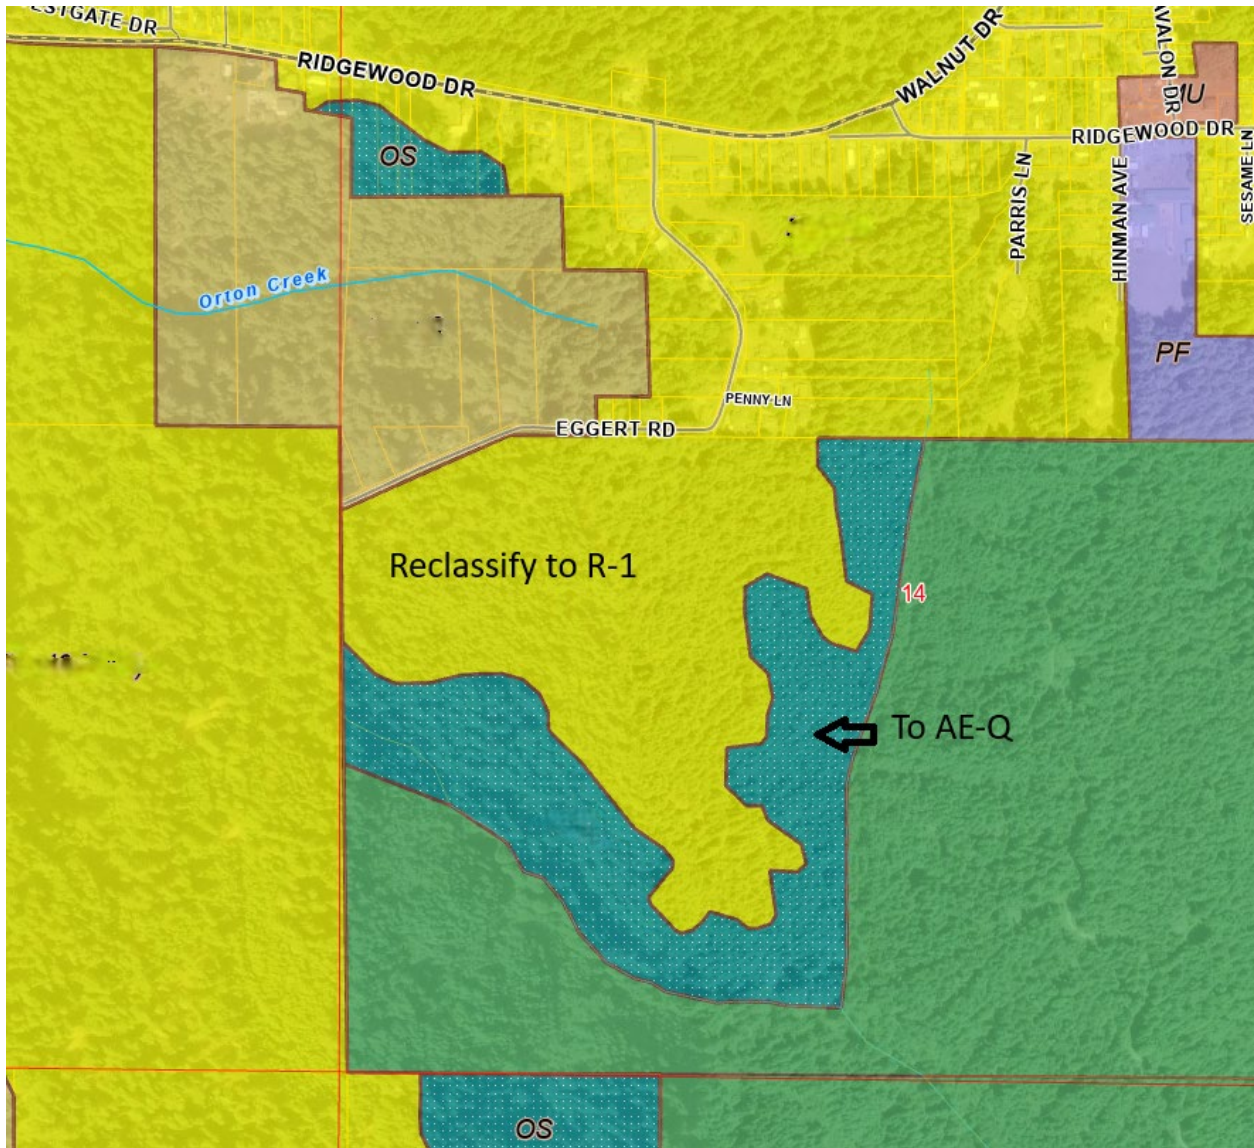 ESTGATE DR
RIDGEWOOD DR
WALNUT DR
AVALON DR
MU
RIDGEWOOD DR
OS
PARRIS LN
HINMAN AVE
SESAME LN
Orton Creek
PF
PENNY LN
EGGERT RD
Reclassify to R-1
14
To AE-Q
OS